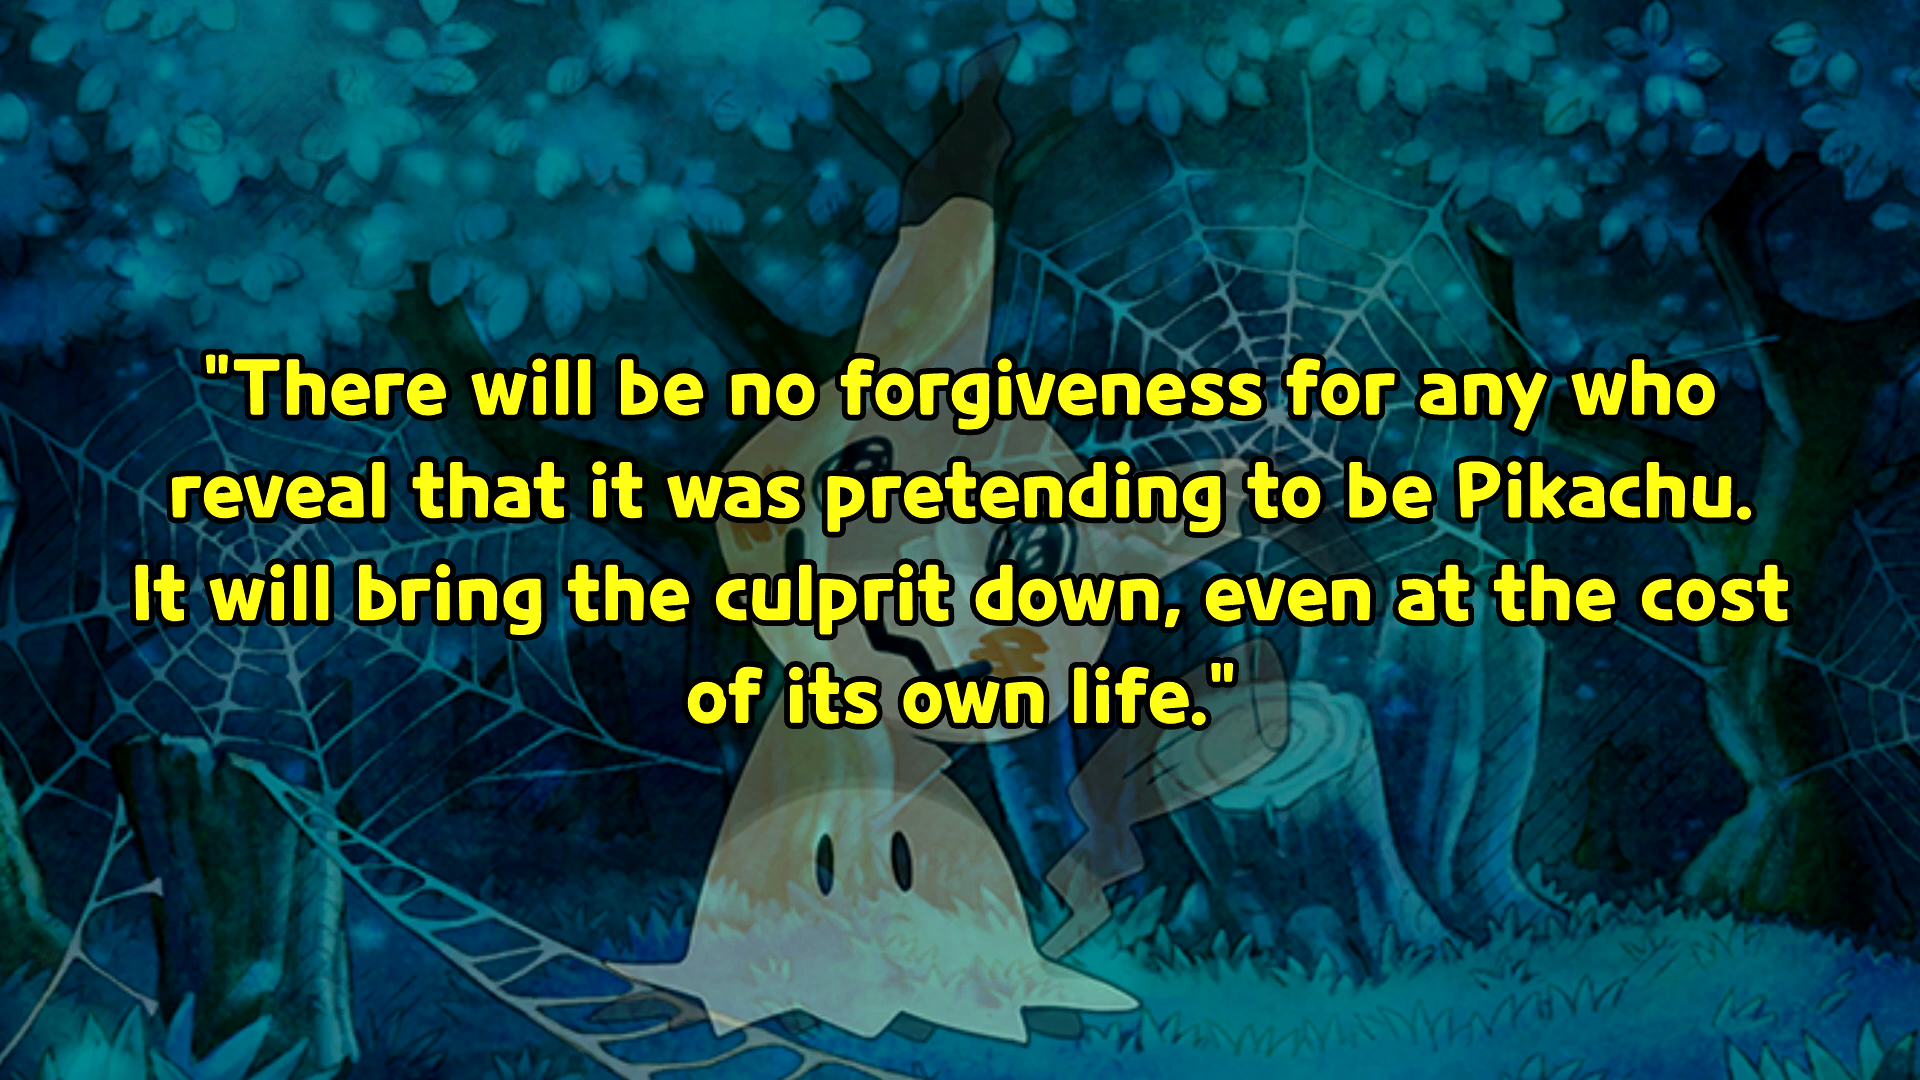 "There will be no forgiveness for any who
reveal that it was pretending to be Pikachu.
It will bring the culprit down, even at the cost
of its own life."